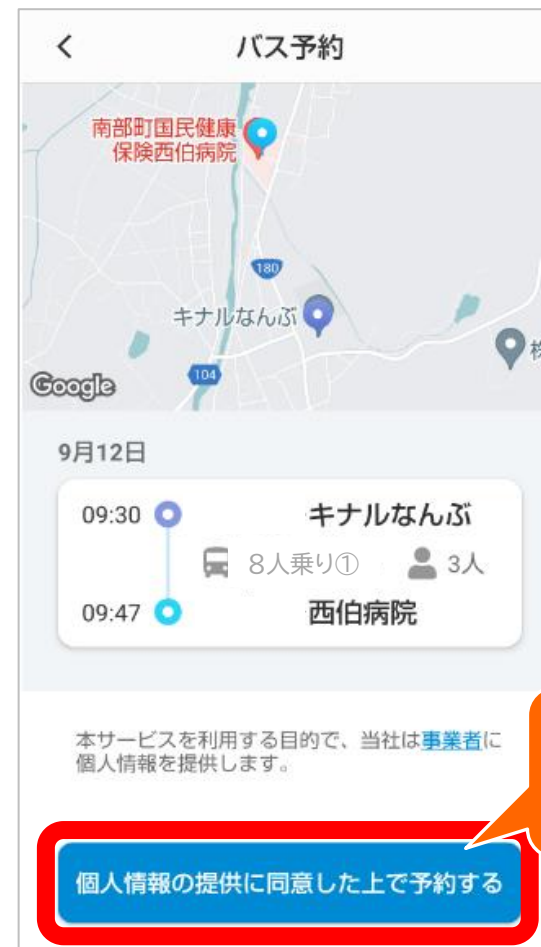 バス予約
南部町国民健康
保険西伯病院
180
キナルなんぶ
104
Google
9月12日
09:30 キナルなんぶ
8人乗り① 3人
09:47 西伯病院
本サービスを利用する目的で、当社は事業者に
個人情報を提供します。
個人情報の提供に同意した上で予約する